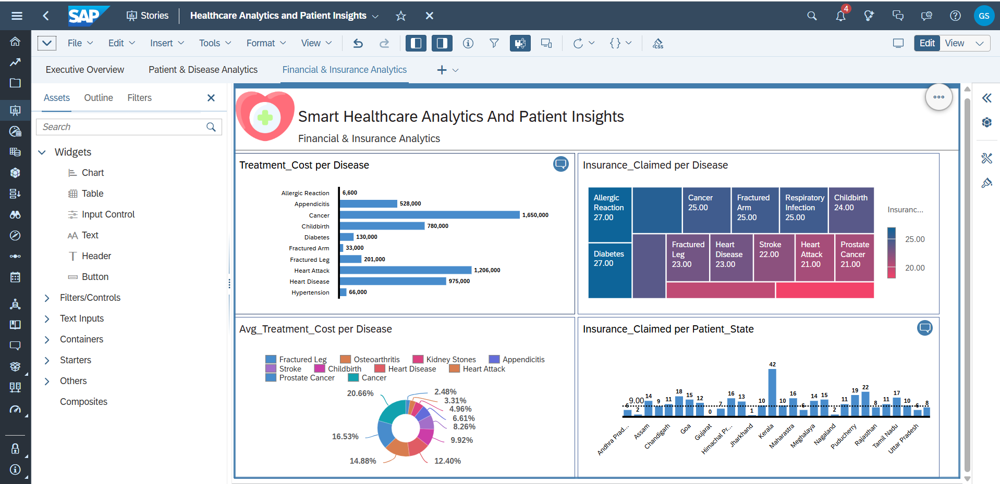 SAP Stories Healthcare Analytics and Patient Insights 4 GS
File Edit Insert Tools Format View CSS Edit View
Executive Overview Patient & Disease Analytics Financial & Insurance Analytics
Assets Outline Filters
Search
Widgets
Chart
Table
Input Control
Text
Header
Button
Filters/Controls
Text Inputs
Containers
Starters
Others
Composites
Smart Healthcare Analytics And Patient Insights
Financial & Insurance Analytics
Treatment_Cost per Disease
Allergic Reaction 6,600
Appendicitis 528,000
Cancer 1,650,000
Childbirth 780,000
Diabetes 130,000
Fractured Arm 33,000
Fractured Leg 201,000
Heart Attack 1,206,000
Heart Disease 975,000
Hypertension 66,000
Insurance_Claimed per Disease
Allergic
Reaction
27.00
Diabetes
27.00
Cancer
25.00
Fractured
Arm
25.00
Respiratory
Infection
25.00
Childbirth
24.00
Fractured
Leg
23.00
Heart
Disease
23.00
Stroke
22.00
Heart
Attack
21.00
Prostate
Cancer
21.00
Insuranc...
25.00
20.00
Avg_Treatment_Cost per Disease
Fractured Leg Osteoarthritis Kidney Stones Appendicitis
Stroke Childbirth Heart Disease Heart Attack
Prostate Cancer Cancer
20.66% 2.48%
3.31%
4.96%
6.61%
8.26%
16.53% 9.92%
14.88% 12.40%
Insurance_Claimed per Patient_State
9.00
6 2 14 9 11 18 15 12 0 7 16 13 1 10 42 10 16 6 14 15 2 11 19 22 8 11 17 10 6 8
Andhra Prad...
Assam
Chandigarh
Goa
Gujarat
Himachal Pr...
Jharkhand
Kerala
Maharastra
Meghalaya
Nagaland
Puducherry
Rajasthan
Tamil Nadu
Uttar Pradesh